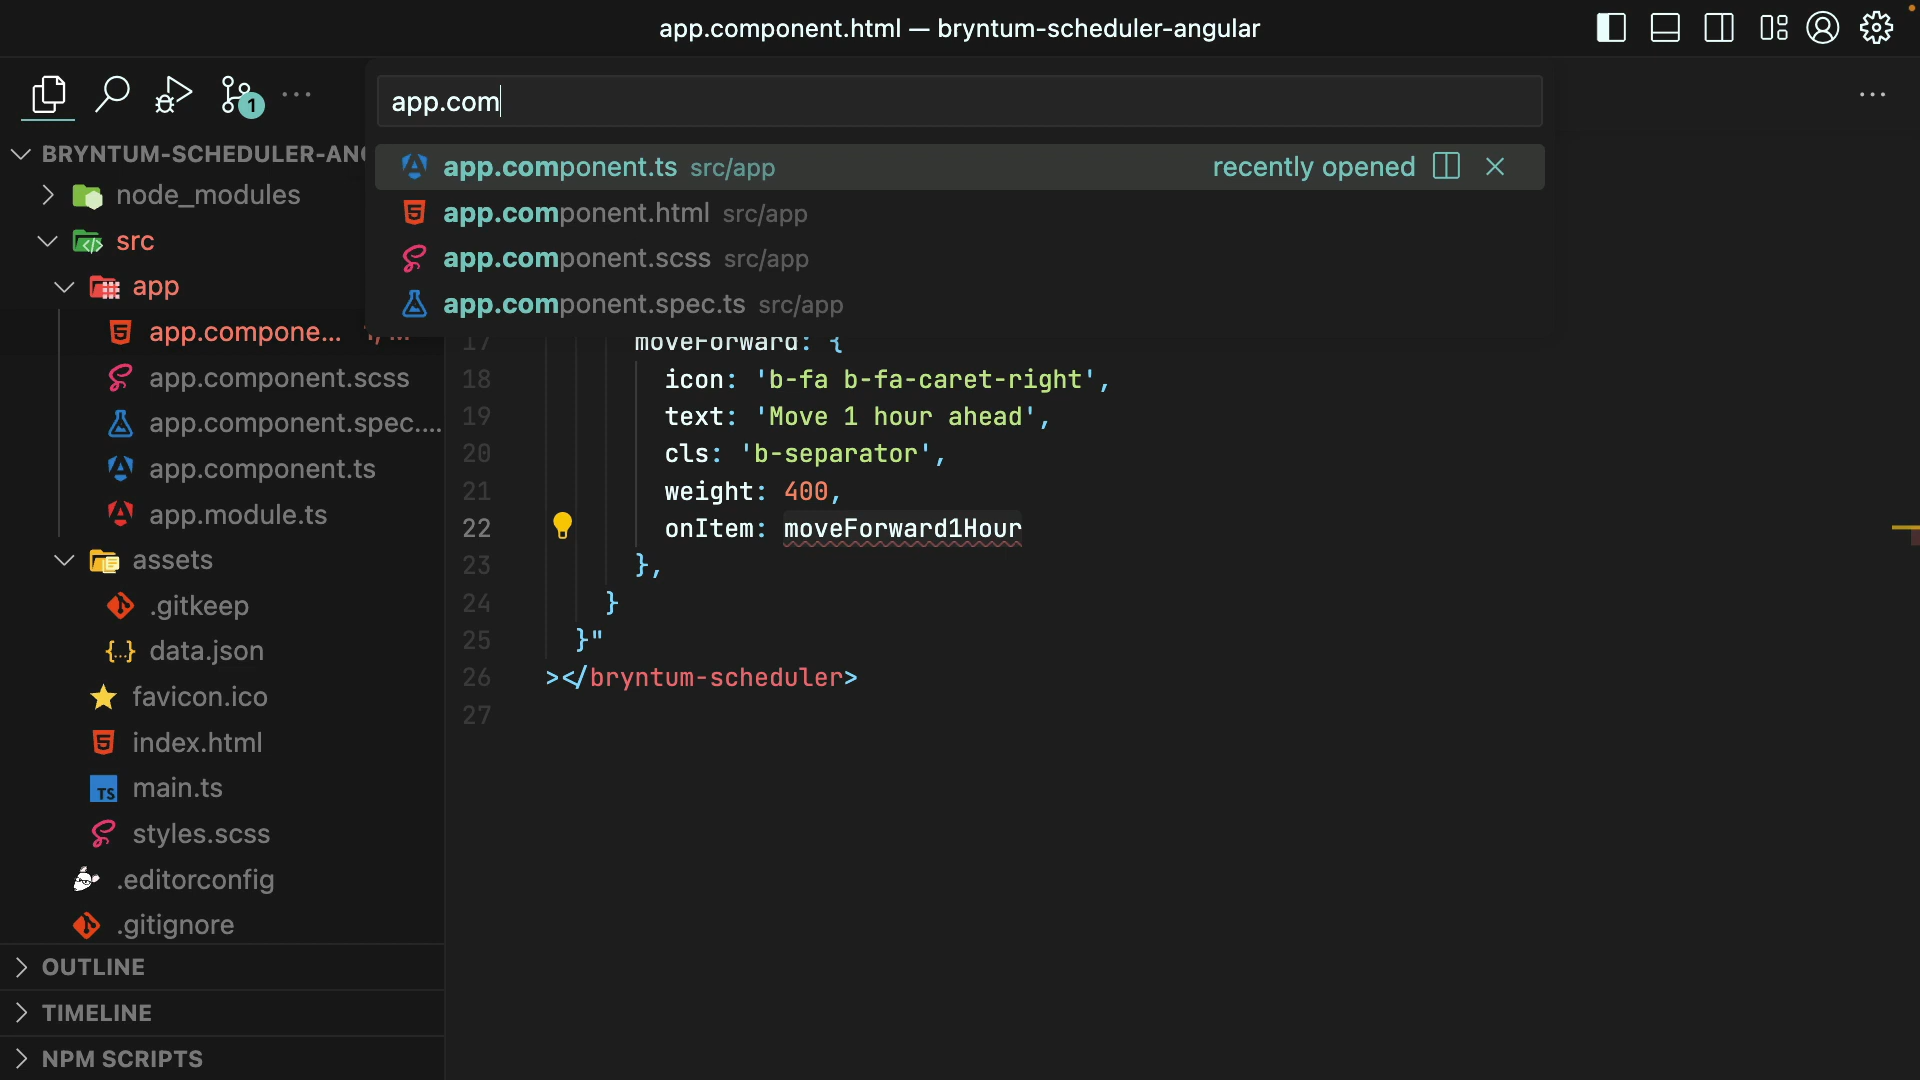 app.component.html — bryntum-scheduler-angular
1
app.com
BRYNTUM-SCHEDULER-ANG
node_modules
src
app
app.compone...
app.component.scss
app.component.spec....
app.component.ts
app.module.ts
assets
.gitkeep
{..} data.json
favicon.ico
index.html
TS main.ts
styles.scss
.editorconfig
.gitignore
OUTLINE
TIMELINE
NPM SCRIPTS
app.component.ts src/app recently opened
app.component.html src/app
app.component.scss src/app
app.component.spec.ts src/app
17 moveForward: {
18 icon: 'b-fa b-fa-caret-right',
19 text: 'Move 1 hour ahead',
20 cls: 'b-separator',
21 weight: 400,
22 onItem: moveForward1Hour
23 },
24 }
25 }"
26 ></bryntum-scheduler>
27